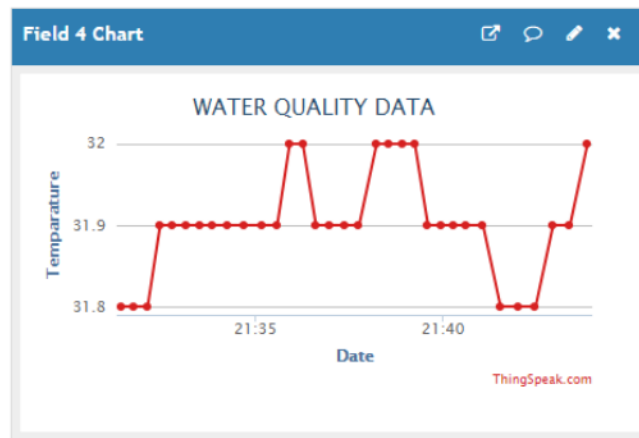 Field 4 Chart
WATER QUALITY DATA
Temparature
32
31.9
31.8
21:35
21:40
Date
ThingSpeak.com